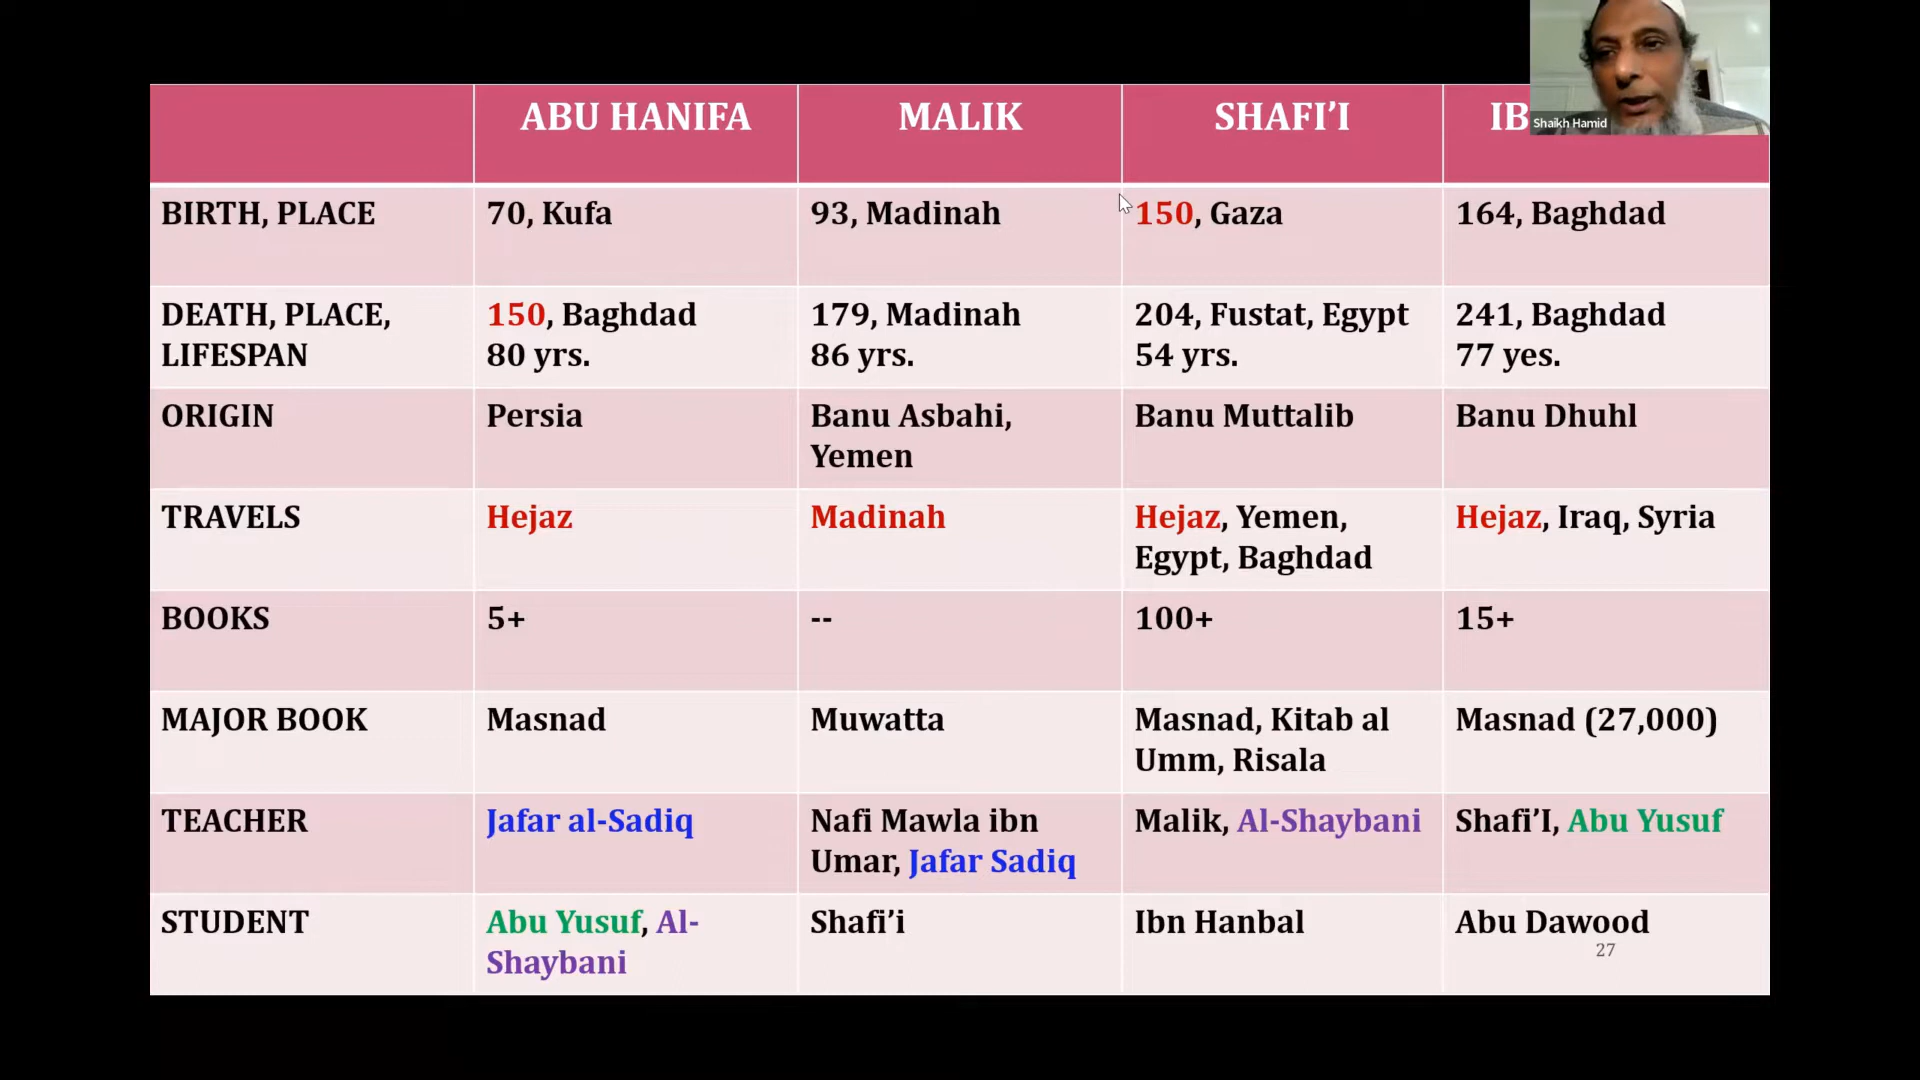 ABU HANIFA MALIK SHAFI’I IB
Shaikh Hamid
BIRTH, PLACE 70, Kufa 93, Madinah 150, Gaza 164, Baghdad
DEATH, PLACE, 150, Baghdad 179, Madinah 204, Fustat, Egypt 241, Baghdad
LIFESPAN 80 yrs. 86 yrs. 54 yrs. 77 yes.
ORIGIN Persia Banu Asbahi, Banu Muttalib Banu Dhuhl
Yemen
TRAVELS Hejaz Madinah Hejaz, Yemen, Hejaz, Iraq, Syria
Egypt, Baghdad
BOOKS 5+ -- 100+ 15+
MAJOR BOOK Masnad Muwatta Masnad, Kitab al Masnad (27,000)
Umm, Risala
TEACHER Jafar al-Sadiq Nafi Mawla ibn Malik, Al-Shaybani Shafi’I, Abu Yusuf
Umar, Jafar Sadiq
STUDENT Abu Yusuf, Al- Shafi’i Ibn Hanbal Abu Dawood
Shaybani
27